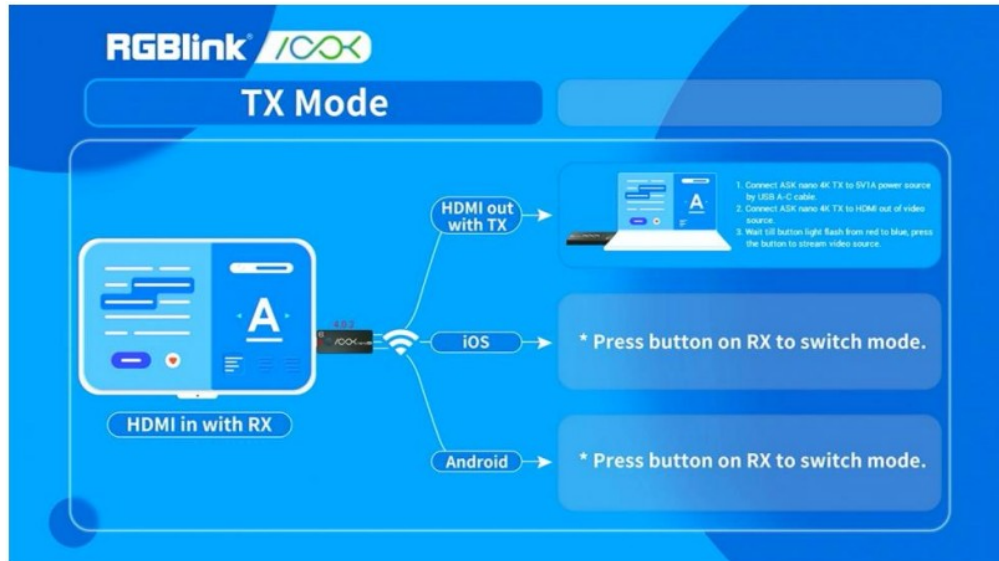 RGBlink®
TX Mode
HDMI out
with TX
1. Connect ASK nano 4K TX to 5V1A power source
by USB A-C cable.
2. Connect ASK nano 4K TX to HDMI out of video
source.
3. Wait till button light flash from red to blue, press
the button to stream video source.
A
A
4.0.3
iOS
* Press button on RX to switch mode.
HDMI in with RX
Android
* Press button on RX to switch mode.